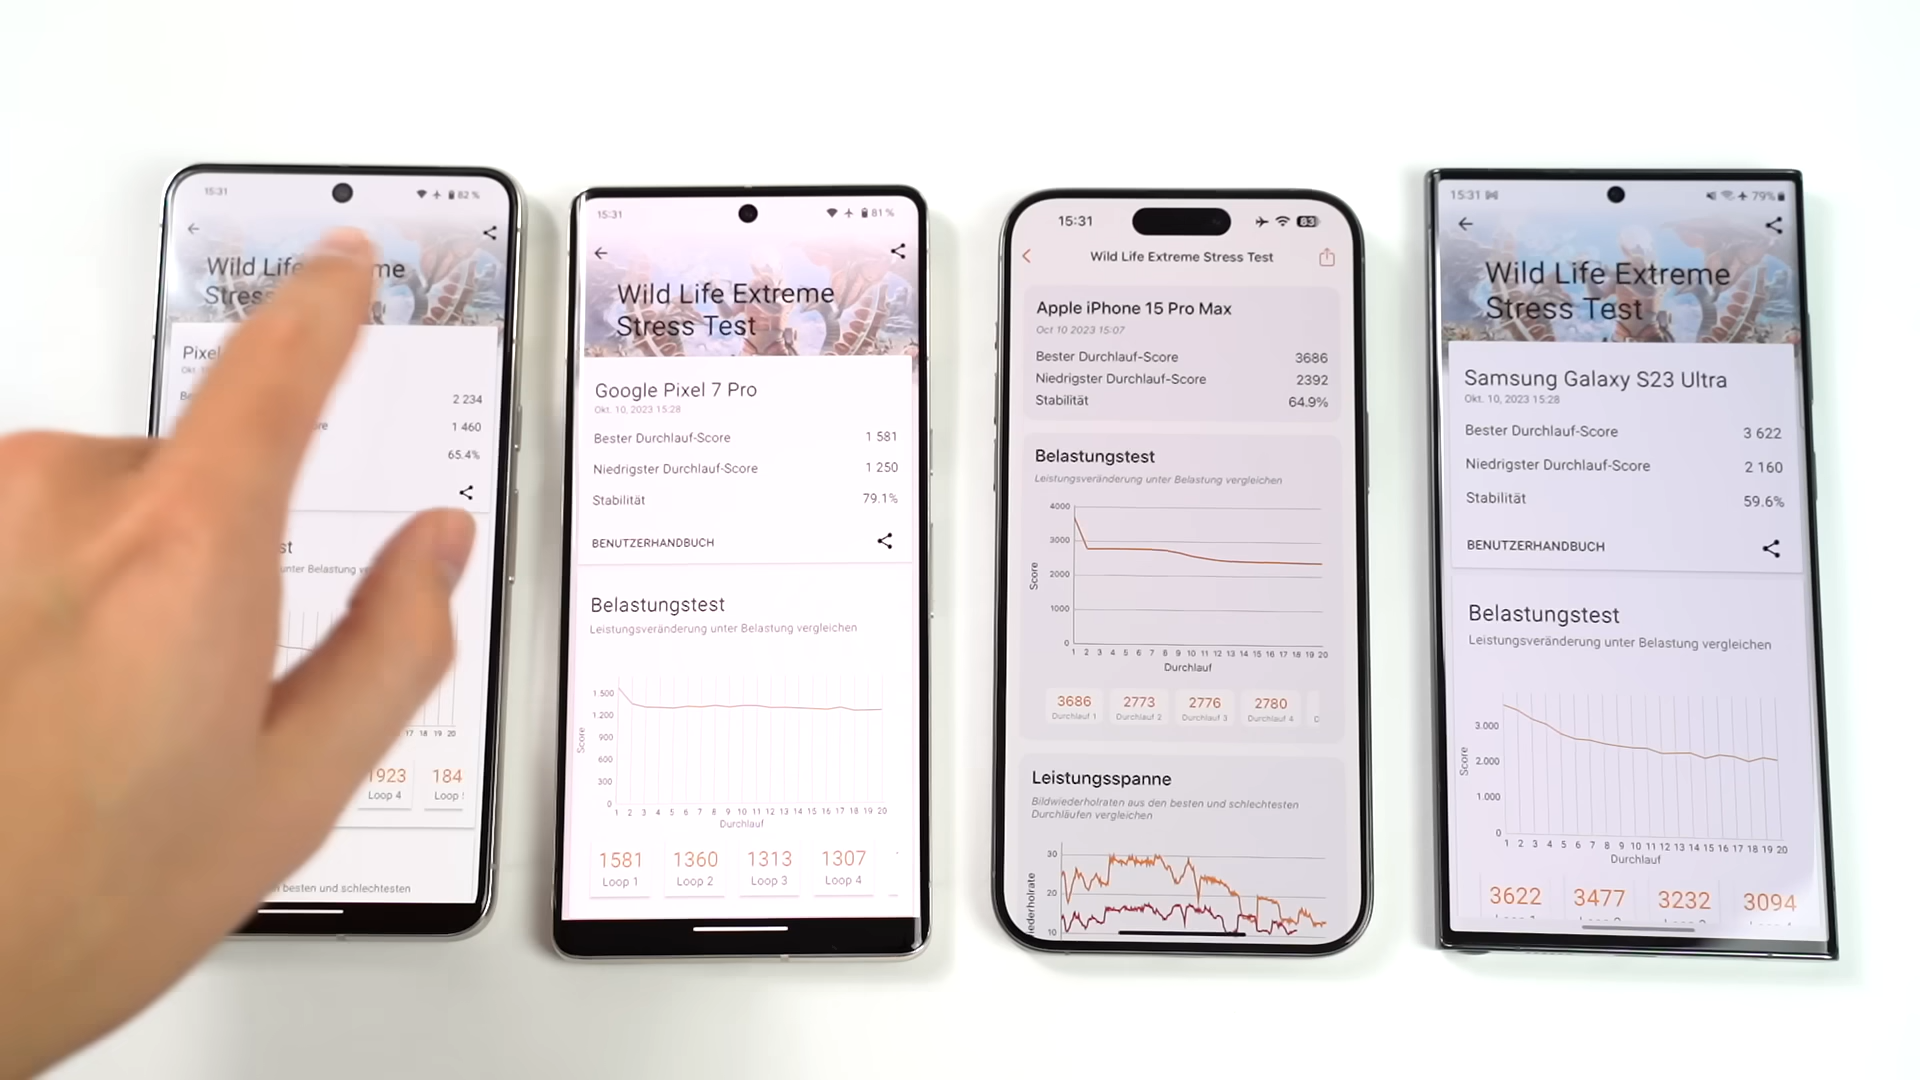 15:31
82 %
Wild Life
me
Stress
Pixel
2 234
1 460
65.4%
st
unter Belastung
17 18 19 20
1923
184
Loop 4
Loop
besten und schlechtesten
15:31
81 %
Wild Life Extreme
Stress Test
Google Pixel 7 Pro
Okt. 10, 2023 15:28
Bester Durchlauf-Score 1 581
Niedrigster Durchlauf-Score 1 250
Stabilität 79.1%
BENUTZERHANDBUCH
Belastungstest
Leistungsveränderung unter Belastung vergleichen
1.500
1.200
900
600
300
0
Score
1 2 3 4 5 6 7 8 9 10 11 12 13 14 15 16 17 18 19 20
Durchlauf
1581 1360 1313 1307
Loop 1 Loop 2 Loop 3 Loop 4
15:31
83
Wild Life Extreme Stress Test
Apple iPhone 15 Pro Max
Oct 10 2023 15:07
Bester Durchlauf-Score 3686
Niedrigster Durchlauf-Score 2392
Stabilität 64.9%
Belastungstest
Leistungsveränderung unter Belastung vergleichen
4000
3000
2000
1000
0
Score
1 2 3 4 5 6 7 8 9 10 11 12 13 14 15 16 17 18 19 20
Durchlauf
3686 2773 2776 2780
Durchlauf 1 Durchlauf 2 Durchlauf 3 Durchlauf 4
Leistungsspanne
Bildwiederholraten aus den besten und schlechtesten
Durchläufen vergleichen
30
20
10
iederholrate
15:31
79%
Wild Life Extreme
Stress Test
Samsung Galaxy S23 Ultra
Okt. 10, 2023 15:28
Bester Durchlauf-Score 3 622
Niedrigster Durchlauf-Score 2 160
Stabilität 59.6%
BENUTZERHANDBUCH
Belastungstest
Leistungsveränderung unter Belastung vergleichen
3.000
2.000
1.000
0
Score
1 2 3 4 5 6 7 8 9 10 11 12 13 14 15 16 17 18 19 20
Durchlauf
3622 3477 3232 3094